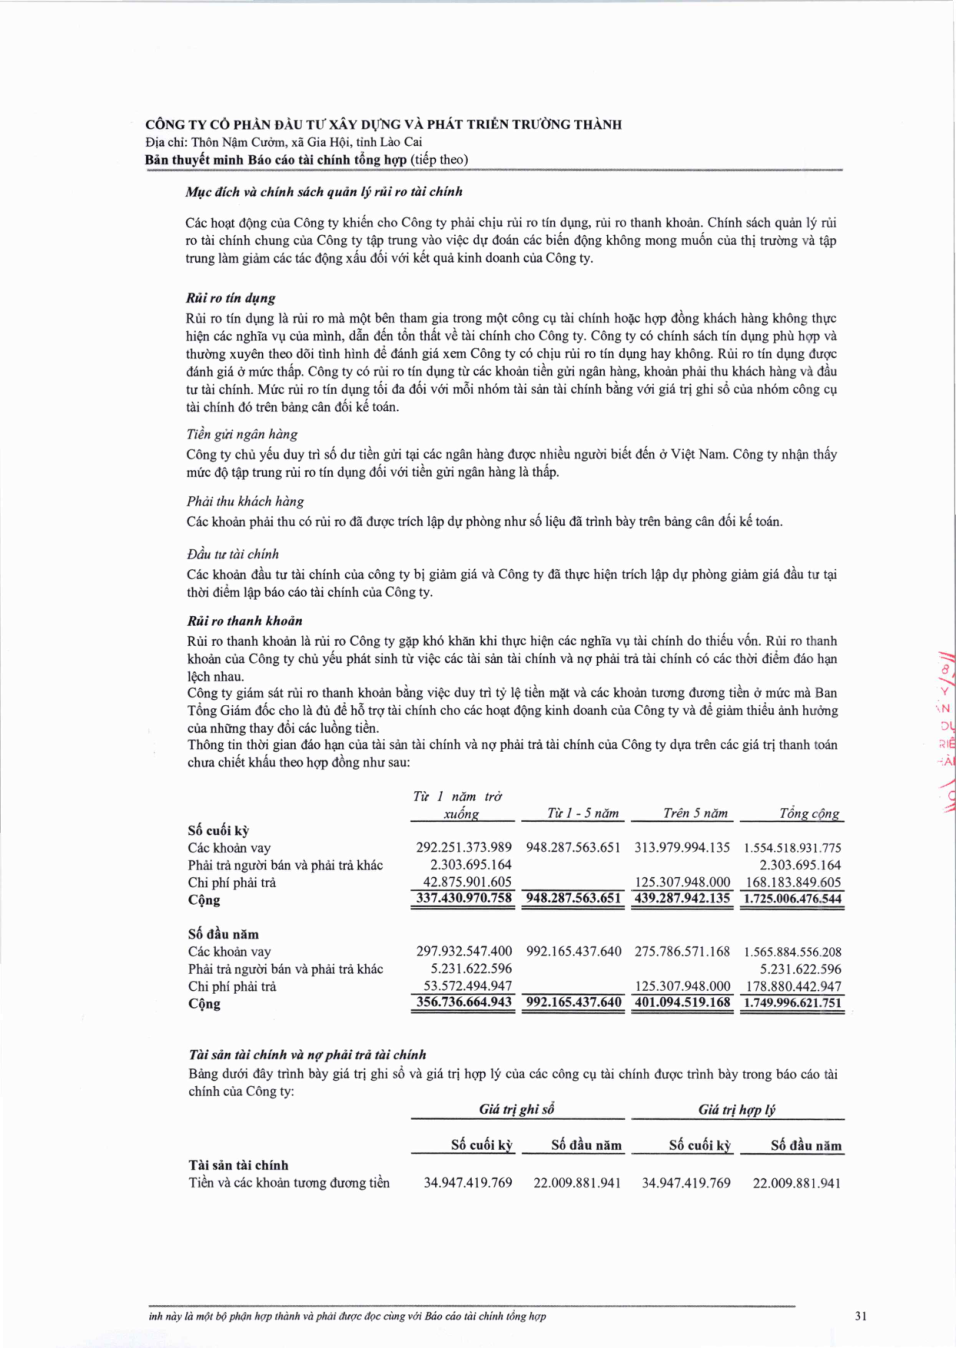 CÔNG TY CỔ PHẦN ĐẦU TƯ XÂY DỰNG VÀ PHÁT TRIỂN TRƯỜNG THÀNH
Địa chỉ: Thôn Nậm Cưởm, xã Gia Hội, tỉnh Lào Cai
Bản thuyết minh Báo cáo tài chính tổng hợp (tiếp theo)
Mục đích và chính sách quản lý rủi ro tài chính
Các hoạt động của Công ty khiến cho Công ty phải chịu rủi ro tín dụng, rủi ro thanh khoản. Chính sách quản lý rủi
ro tài chính chung của Công ty tập trung vào việc dự đoán các biến động không mong muốn của thị trường và tập
trung làm giảm các tác động xấu đối với kết quả kinh doanh của Công ty.
Rủi ro tín dụng
Rủi ro tín dụng là rủi ro mà một bên tham gia trong một công cụ tài chính hoặc hợp đồng khách hàng không thực
hiện các nghĩa vụ của mình, dẫn đến tổn thất về tài chính cho Công ty. Công ty có chính sách tín dụng phù hợp và
thường xuyên theo dõi tình hình để đánh giá xem Công ty có chịu rủi ro tín dụng hay không. Rủi ro tín dụng được
đánh giá ở mức thấp. Công ty có rủi ro tín dụng từ các khoản tiền gửi ngân hàng, khoản phải thu khách hàng và đầu
tư tài chính. Mức rủi ro tín dụng tối đa đối với mỗi nhóm tài sản tài chính bằng với giá trị ghi sổ của nhóm công cụ
tài chính đó trên bảng cân đối kế toán.
Tiền gửi ngân hàng
Công ty chủ yếu duy trì số dư tiền gửi tại các ngân hàng được nhiều người biết đến ở Việt Nam. Công ty nhận thấy
mức độ tập trung rủi ro tín dụng đối với tiền gửi ngân hàng là thấp.
Phải thu khách hàng
Các khoản phải thu có rủi ro đã được trích lập dự phòng như số liệu đã trình bày trên bảng cân đối kế toán.
Đầu tư tài chính
Các khoản đầu tư tài chính của công ty bị giảm giá và Công ty đã thực hiện trích lập dự phòng giảm giá đầu tư tại
thời điểm lập báo cáo tài chính của Công ty.
Rủi ro thanh khoản
Rủi ro thanh khoản là rủi ro Công ty gặp khó khăn khi thực hiện các nghĩa vụ tài chính do thiếu vốn. Rủi ro thanh
khoản của Công ty chủ yếu phát sinh từ việc các tài sản tài chính và nợ phải trả tài chính có các thời điểm đáo hạn
lệch nhau.
Công ty giám sát rủi ro thanh khoản bằng việc duy trì tỷ lệ tiền mặt và các khoản tương đương tiền ở mức mà Ban
Tổng Giám đốc cho là đủ để hỗ trợ tài chính cho các hoạt động kinh doanh của Công ty và để giảm thiểu ảnh hưởng
của những thay đổi các luồng tiền.
Thông tin thời gian đáo hạn của tài sản tài chính và nợ phải trả tài chính của Công ty dựa trên các giá trị thanh toán
chưa chiết khấu theo hợp đồng như sau:
Từ 1 năm trở
xuống Từ 1 - 5 năm Trên 5 năm Tổng cộng
Số cuối kỳ
Các khoản vay 292.251.373.989 948.287.563.651 313.979.994.135 1.554.518.931.775
Phải trả người bán và phải trả khác 2.303.695.164 2.303.695.164
Chi phí phải trả 42.875.901.605 125.307.948.000 168.183.849.605
Cộng 337.430.970.758 948.287.563.651 439.287.942.135 1.725.006.476.544
Số đầu năm
Các khoản vay 297.932.547.400 992.165.437.640 275.786.571.168 1.565.884.556.208
Phải trả người bán và phải trả khác 5.231.622.596 5.231.622.596
Chi phí phải trả 53.572.494.947 125.307.948.000 178.880.442.947
Cộng 356.736.664.943 992.165.437.640 401.094.519.168 1.749.996.621.751
Tài sản tài chính và nợ phải trả tài chính
Bảng dưới đây trình bày giá trị ghi sổ và giá trị hợp lý của các công cụ tài chính được trình bày trong báo cáo tài
chính của Công ty:
Giá trị ghi sổ Giá trị hợp lý
Số cuối kỳ Số đầu năm Số cuối kỳ Số đầu năm
Tài sản tài chính
Tiền và các khoản tương đương tiền 34.947.419.769 22.009.881.941 34.947.419.769 22.009.881.941
inh này là một bộ phận hợp thành và phải được đọc cùng với Báo cáo tài chính tổng hợp 31